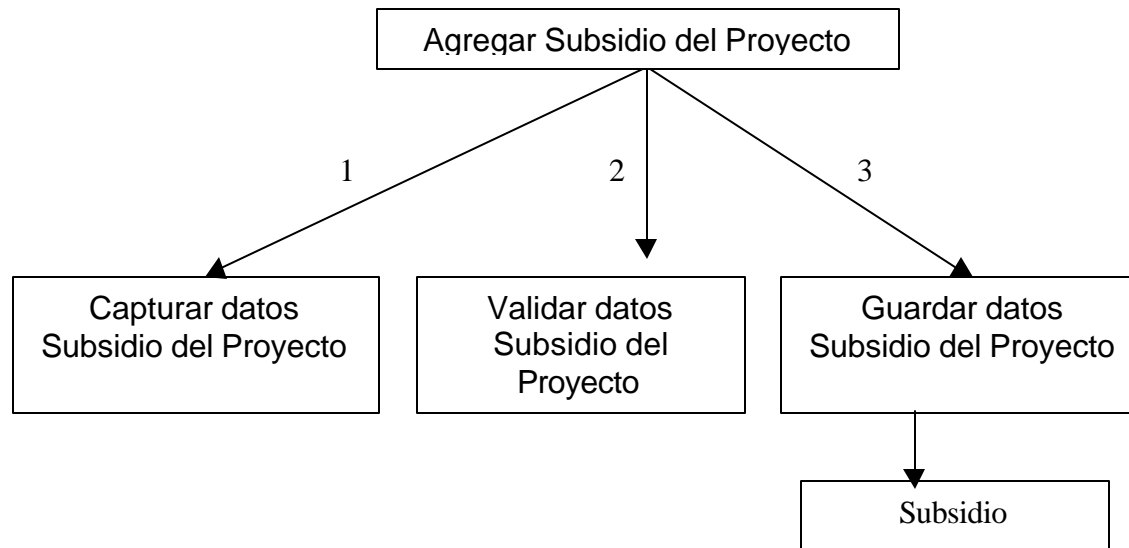 Agregar Subsidio del Proyecto
1
2
3
Capturar datos
Subsidio del Proyecto
Validar datos
Subsidio del
Proyecto
Guardar datos
Subsidio del Proyecto
Subsidio